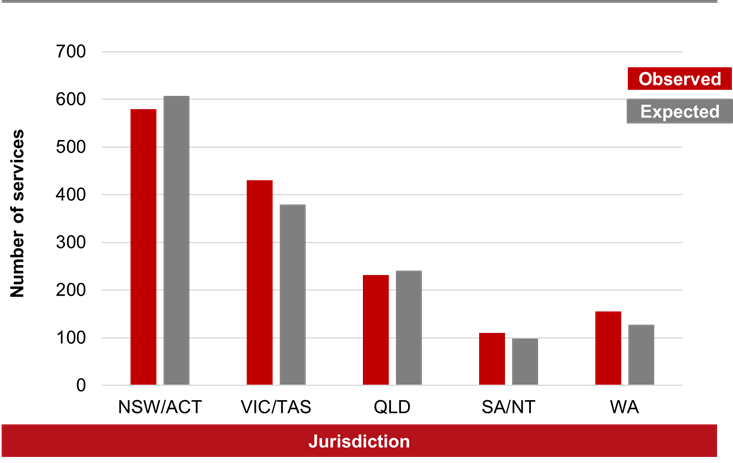 700
600
500
400
300
200
100
0
Number of services
Observed
Expected
NSW/ACT VIC/TAS QLD SA/NT WA
Jurisdiction